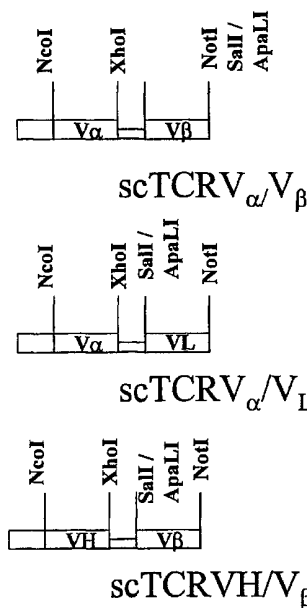 NcoI XhoI NotI SalI / ApaLI
Vα Vβ
scTCRVα/Vβ
NcoI XhoI SalI / ApaLI NotI
Vα VL
scTCRVα/VL
NcoI XhoI SalI / ApaLI NotI
VH Vβ
scTCRVH/Vβ